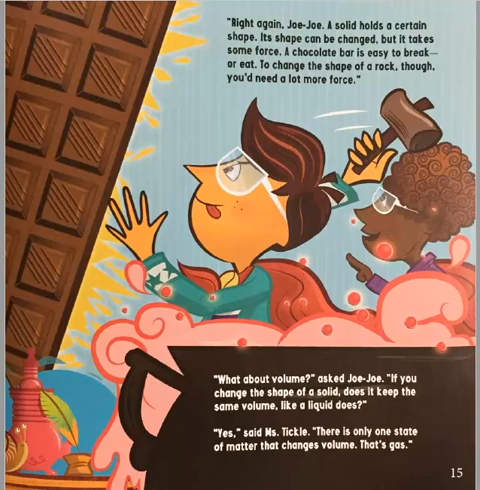 "Right again, Joe-Joe. A solid holds a certain
shape. Its shape can be changed, but it takes
some force. A chocolate bar is easy to break—
or eat. To change the shape of a rock, though,
you'd need a lot more force."
"What about volume?" asked Joe-Joe. "If you
change the shape of a solid, does it keep the
same volume, like a liquid does?"
"Yes," said Ms. Tickle. "There is only one state
of matter that changes volume. That's gas."
15